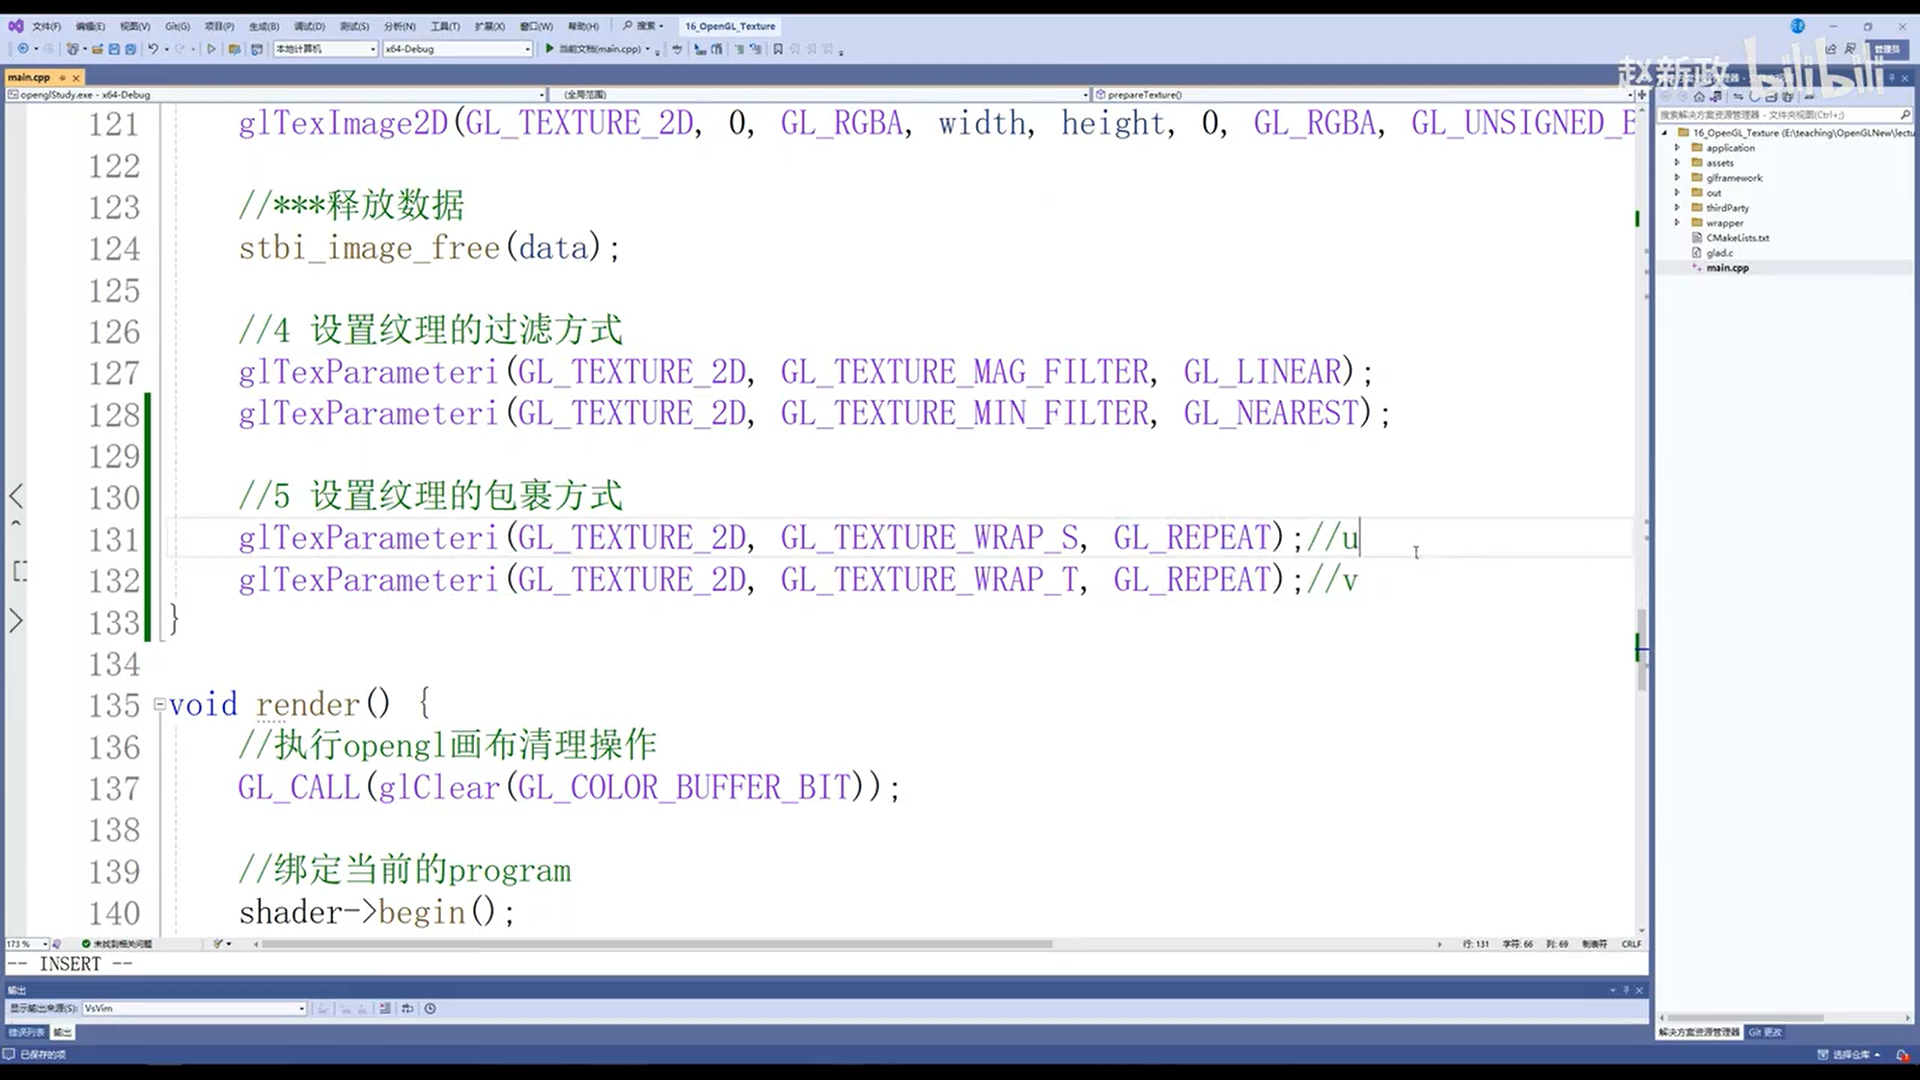 文件(F) 编辑(E) 视图(V) Git(G) 项目(P) 生成(B) 调试(D) 测试(S) 分析(N) 工具(T) 扩展(X) 窗口(W) 帮助(H) 搜索 16_OpenGL_Texture
本地计算机 x64-Debug 当前文档(main.cpp) 管理员
赵新政 bilibili
main.cpp
openglStudy.exe - x64-Debug (全局范围) prepareTexture()
搜索解决方案资源管理器 - 文件夹视图(Ctrl+;)
121 glTexImage2D(GL_TEXTURE_2D, 0, GL_RGBA, width, height, 0, GL_RGBA, GL_UNSIGNED_B
122
123 //***释放数据
124 stbi_image_free(data);
125
126 //4 设置纹理的过滤方式
127 glTexParameteri(GL_TEXTURE_2D, GL_TEXTURE_MAG_FILTER, GL_LINEAR);
128 glTexParameteri(GL_TEXTURE_2D, GL_TEXTURE_MIN_FILTER, GL_NEAREST);
129
130 //5 设置纹理的包裹方式
131 glTexParameteri(GL_TEXTURE_2D, GL_TEXTURE_WRAP_S, GL_REPEAT);//u
132 glTexParameteri(GL_TEXTURE_2D, GL_TEXTURE_WRAP_T, GL_REPEAT);//v
133 }
134
135 void render() {
136 //执行opengl画布清理操作
137 GL_CALL(glClear(GL_COLOR_BUFFER_BIT));
138
139 //绑定当前的program
140 shader->begin();
16_OpenGL_Texture (E:\teaching\OpenGLNew\lectu
application
assets
glframework
out
thirdParty
wrapper
CMakeLists.txt
glad.c
main.cpp
173 % 未找到相关问题 行: 131 字符: 66 列: 69 制表符 CRLF
-- INSERT --
输出
显示输出来源(S): VsVim
错误列表 输出
解决方案资源管理器 Git 更改
已保存的项 选择仓库